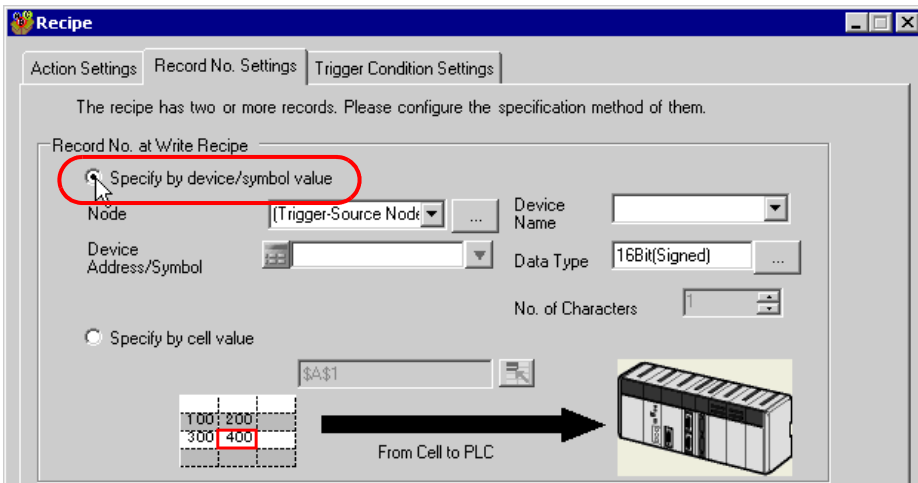 Recipe
Action Settings Record No. Settings Trigger Condition Settings
The recipe has two or more records. Please configure the specification method of them.
Record No. at Write Recipe
Specify by device/symbol value
Node (Trigger-Source Node ... Device Name
Device Address/Symbol Data Type 16Bit(Signed) ...
No. of Characters 1
Specify by cell value
$A$1
100 200
300 400
From Cell to PLC